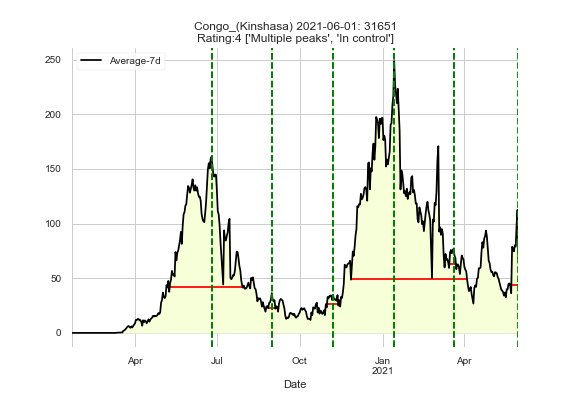 Congo_(Kinshasa) 2021-06-01: 31651
Rating:4 ['Multiple peaks', 'In control']
Average-7d
250
200
150
100
50
0
Apr
Jul
Oct
Jan
2021
Apr
Date